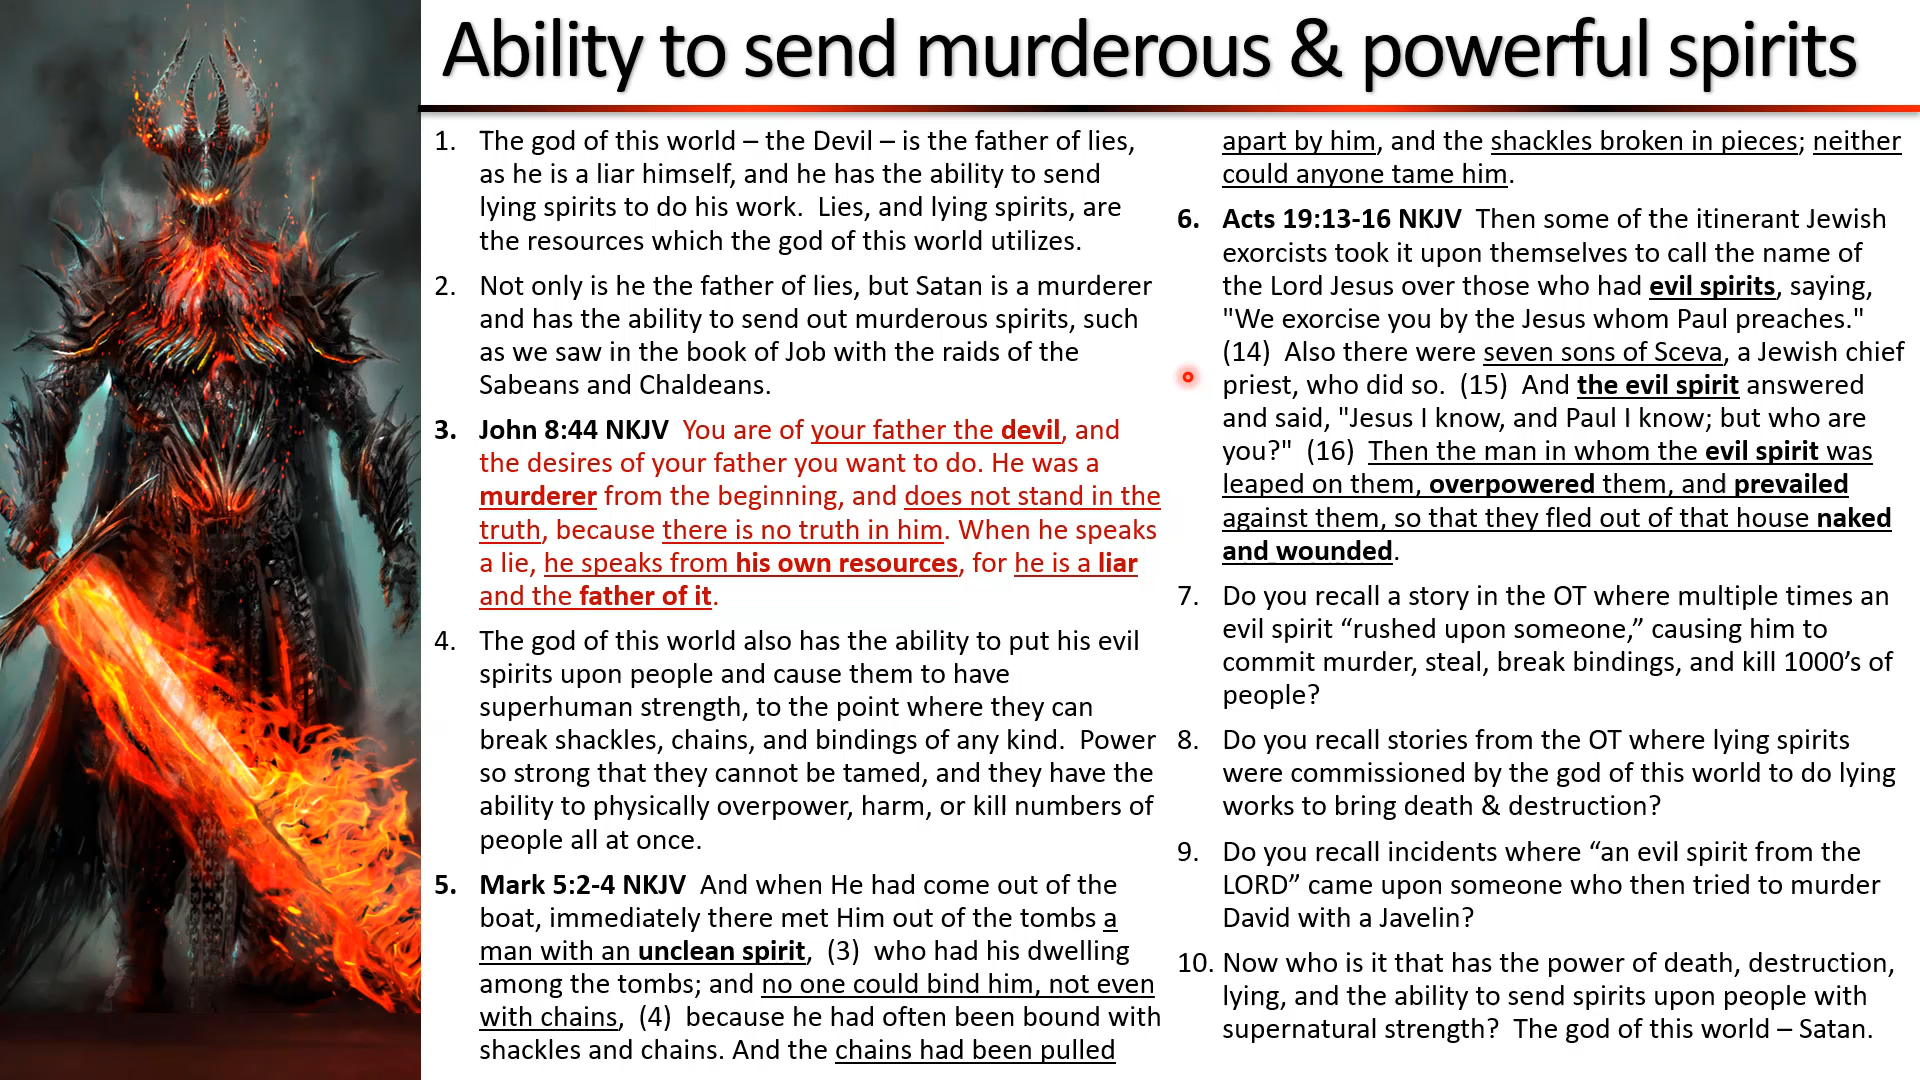 Ability to send murderous & powerful spirits
1. The god of this world – the Devil – is the father of lies,
as he is a liar himself, and he has the ability to send
lying spirits to do his work.  Lies, and lying spirits, are
the resources which the god of this world utilizes.
2. Not only is he the father of lies, but Satan is a murderer
and has the ability to send out murderous spirits, such
as we saw in the book of Job with the raids of the
Sabeans and Chaldeans.
3. John 8:44 NKJV  You are of your father the devil, and
the desires of your father you want to do. He was a
murderer from the beginning, and does not stand in the
truth, because there is no truth in him. When he speaks
a lie, he speaks from his own resources, for he is a liar
and the father of it.
4. The god of this world also has the ability to put his evil
spirits upon people and cause them to have
superhuman strength, to the point where they can
break shackles, chains, and bindings of any kind.  Power
so strong that they cannot be tamed, and they have the
ability to physically overpower, harm, or kill numbers of
people all at once.
5. Mark 5:2-4 NKJV  And when He had come out of the
boat, immediately there met Him out of the tombs a
man with an unclean spirit,  (3)  who had his dwelling
among the tombs; and no one could bind him, not even
with chains,  (4)  because he had often been bound with
shackles and chains. And the chains had been pulled
apart by him, and the shackles broken in pieces; neither
could anyone tame him.
6. Acts 19:13-16 NKJV  Then some of the itinerant Jewish
exorcists took it upon themselves to call the name of
the Lord Jesus over those who had evil spirits, saying,
"We exorcise you by the Jesus whom Paul preaches."
(14)  Also there were seven sons of Sceva, a Jewish chief
priest, who did so.  (15)  And the evil spirit answered
and said, "Jesus I know, and Paul I know; but who are
you?"  (16)  Then the man in whom the evil spirit was
leaped on them, overpowered them, and prevailed
against them, so that they fled out of that house naked
and wounded.
7. Do you recall a story in the OT where multiple times an
evil spirit “rushed upon someone,” causing him to
commit murder, steal, break bindings, and kill 1000’s of
people?
8. Do you recall stories from the OT where lying spirits
were commissioned by the god of this world to do lying
works to bring death & destruction?
9. Do you recall incidents where “an evil spirit from the
LORD” came upon someone who then tried to murder
David with a Javelin?
10. Now who is it that has the power of death, destruction,
lying, and the ability to send spirits upon people with
supernatural strength?  The god of this world – Satan.